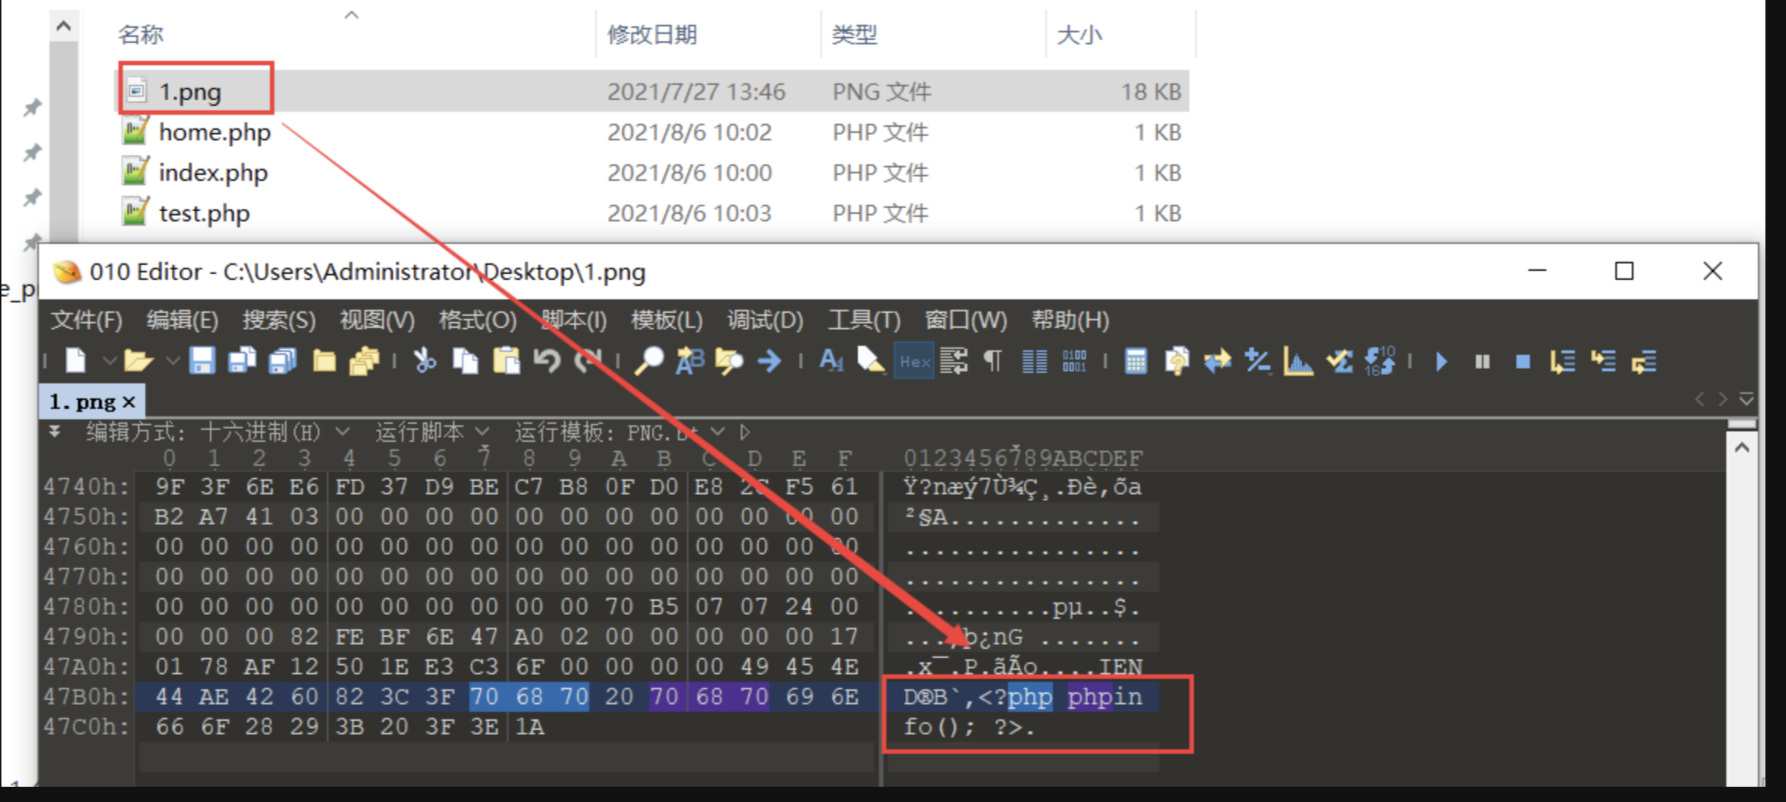 名称 修改日期 类型 大小
1.png 2021/7/27 13:46 PNG 文件 18 KB
home.php 2021/8/6 10:02 PHP 文件 1 KB
index.php 2021/8/6 10:00 PHP 文件 1 KB
test.php 2021/8/6 10:03 PHP 文件 1 KB
010 Editor - C:\Users\Administrator\Desktop\1.png
文件(F) 编辑(E) 搜索(S) 视图(V) 格式(O) 脚本(I) 模板(L) 调试(D) 工具(T) 窗口(W) 帮助(H)
Hex
1.png ×
编辑方式: 十六进制(H) 运行脚本 运行模板: PNG.bt
0 1 2 3 4 5 6 7 8 9 A B C D E F 0123456789ABCDEF
4740h: 9F 3F 6E E6 FD 37 D9 BE C7 B8 0F D0 E8 2C F5 61 Ÿ?næý7Ù¾Ç¸.Ðè,õa
4750h: B2 A7 41 03 00 00 00 00 00 00 00 00 00 00 00 00 ²§A.............
4760h: 00 00 00 00 00 00 00 00 00 00 00 00 00 00 00 00 ................
4770h: 00 00 00 00 00 00 00 00 00 00 00 00 00 00 00 00 ................
4780h: 00 00 00 00 00 00 00 00 00 00 70 B5 07 07 24 00 ..........pµ..$.
4790h: 00 00 00 82 FE BF 6E 47 A0 02 00 00 00 00 00 17 ...‚þ¿nG .......
47A0h: 01 78 AF 12 50 1E E3 C3 6F 00 00 00 00 49 45 4E .x¯.P.ãÃo....IEN
47B0h: 44 AE 42 60 82 3C 3F 70 68 70 20 70 68 70 69 6E D®B`‚<?php phpin
47C0h: 66 6F 28 29 3B 20 3F 3E 1A fo(); ?>.